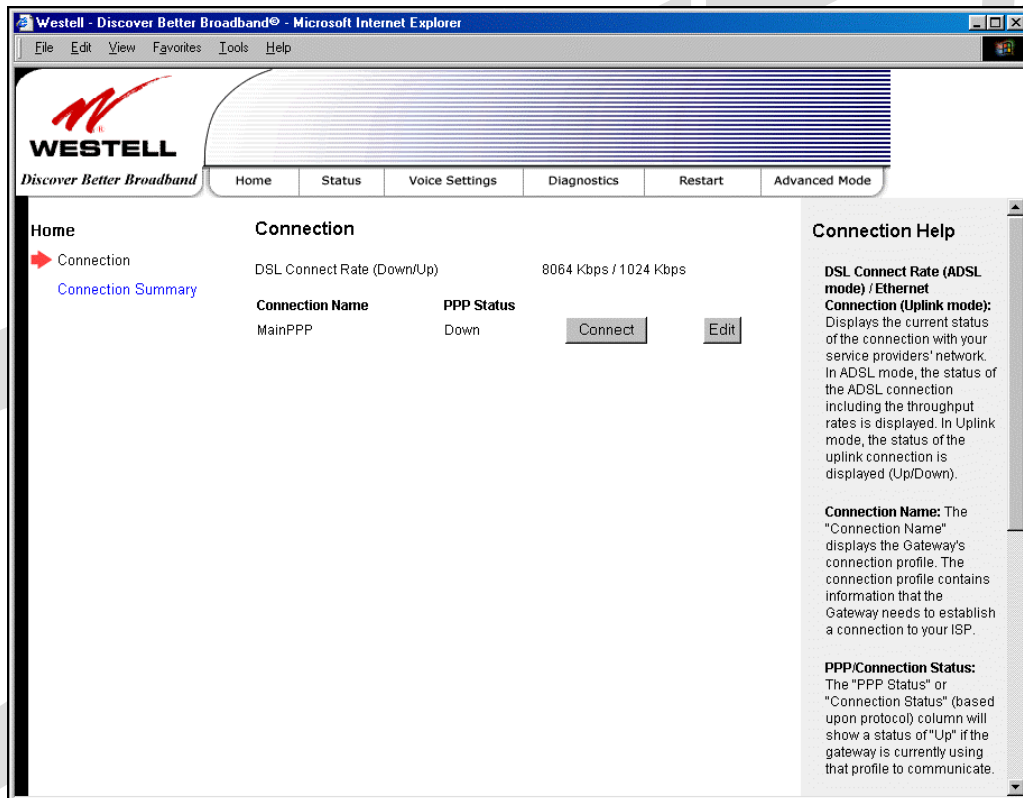 Westell - Discover Better Broadband® - Microsoft Internet Explorer
File Edit View Favorites Tools Help
WESTELL
Discover Better Broadband
Home Status Voice Settings Diagnostics Restart Advanced Mode
Home
Connection
Connection Summary
Connection
DSL Connect Rate (Down/Up) 8064 Kbps / 1024 Kbps
Connection Name PPP Status
MainPPP Down Connect Edit
Connection Help
DSL Connect Rate (ADSL
mode) / Ethernet
Connection (Uplink mode):
Displays the current status
of the connection with your
service providers' network.
In ADSL mode, the status of
the ADSL connection
including the throughput
rates is displayed. In Uplink
mode, the status of the
uplink connection is
displayed (Up/Down).
Connection Name: The
"Connection Name"
displays the Gateway's
connection profile. The
connection profile contains
information that the
Gateway needs to establish
a connection to your ISP.
PPP/Connection Status:
The "PPP Status" or
"Connection Status" (based
upon protocol) column will
show a status of "Up" if the
gateway is currently using
that profile to communicate.